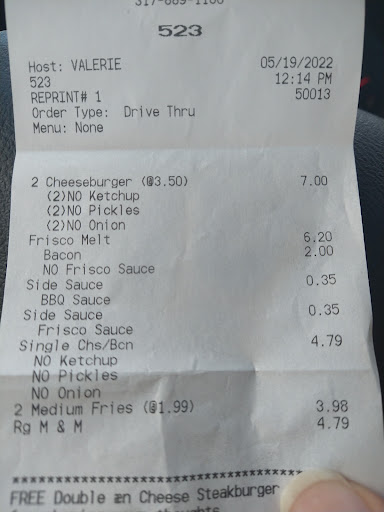 523
Host: VALERIE 05/19/2022
523 12:14 PM
REPRINT# 1 50013
Order Type: Drive Thru
Menu: None
2 Cheeseburger (@3.50) 7.00
(2)NO Ketchup
(2)NO Pickles
(2)NO Onion
Frisco Melt 6.20
Bacon 2.00
NO Frisco Sauce
Side Sauce 0.35
BBQ Sauce
Side Sauce 0.35
Frisco Sauce
Single Chs/Bcn 4.79
NO Ketchup
NO Pickles
NO Onion
2 Medium Fries (@1.99) 3.98
Rg M & M 4.79
FREE Double Cheese Steakburger